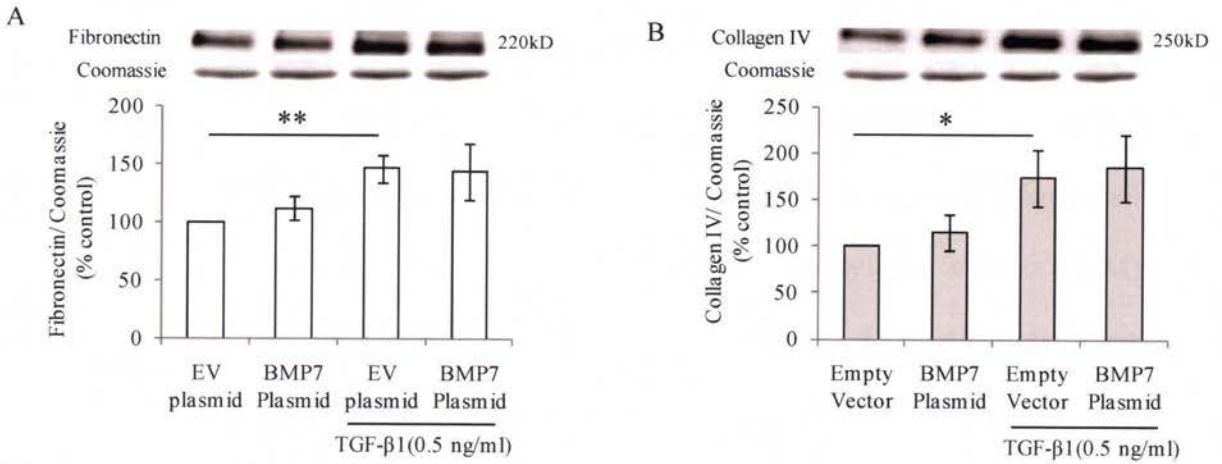 A
Fibronectin 220kD
Coomassie
Fibronectin/ Coomassie
(% control)
200
150
100
50
0
**
EV
plasmid
BMP7
Plasmid
EV
plasmid
BMP7
Plasmid
TGF-β1(0.5 ng/ml)
B
Collagen IV 250kD
Coomassie
Collagen IV/ Coomassie
(% control)
250
200
150
100
50
0
*
Empty
Vector
BMP7
Plasmid
Empty
Vector
BMP7
Plasmid
TGF-β1(0.5 ng/ml)